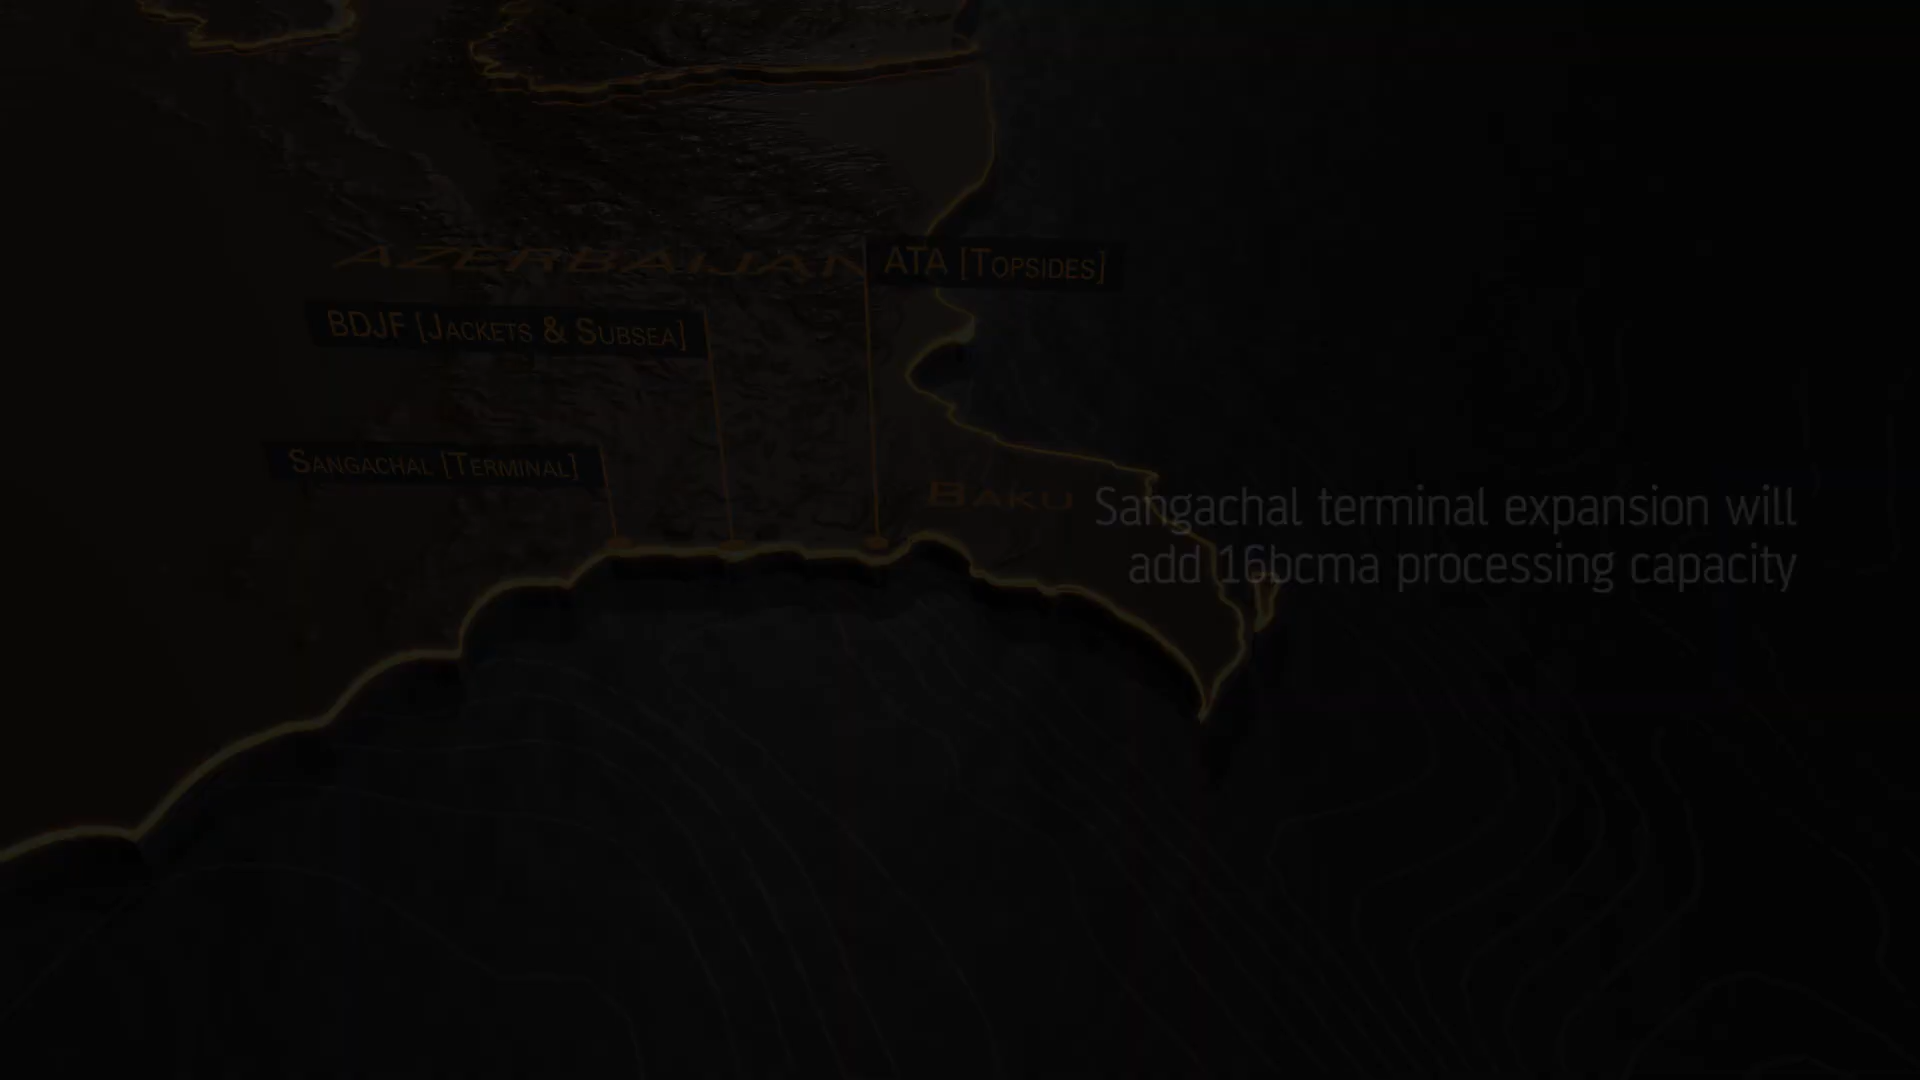 AZERBAIJAN
ATA [TOPSIDES]
BDJF [JACKETS & SUBSEA]
SANGACHAL [TERMINAL]
BAKU
Sangachal terminal expansion will
add 16bcma processing capacity